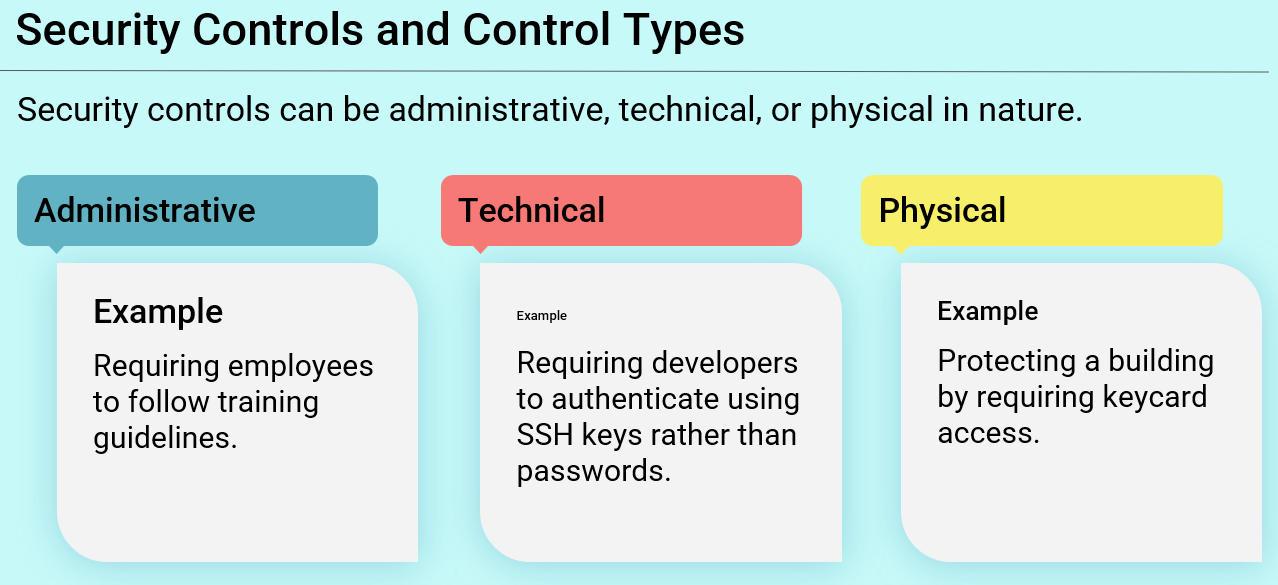 Security Controls and Control Types
Security controls can be administrative, technical, or physical in nature.
Administrative
Example
Requiring employees
to follow training
guidelines.
Technical
Example
Requiring developers
to authenticate using
SSH keys rather than
passwords.
Physical
Example
Protecting a building
by requiring keycard
access.